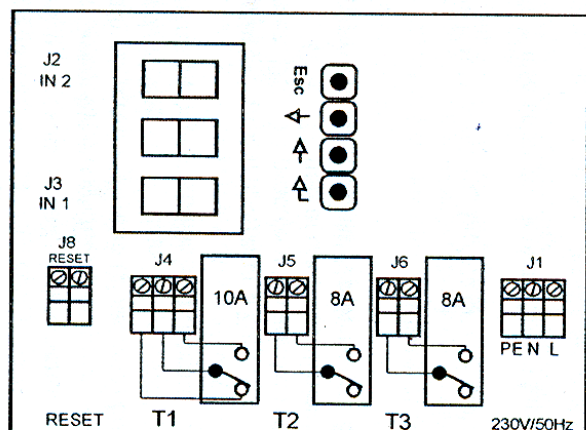 J2
IN 2
Esc
J3
IN 1
J8
RESET
J4
J5
J6
J1
10A
8A
8A
PE N L
RESET
T1
T2
T3
230V/50Hz